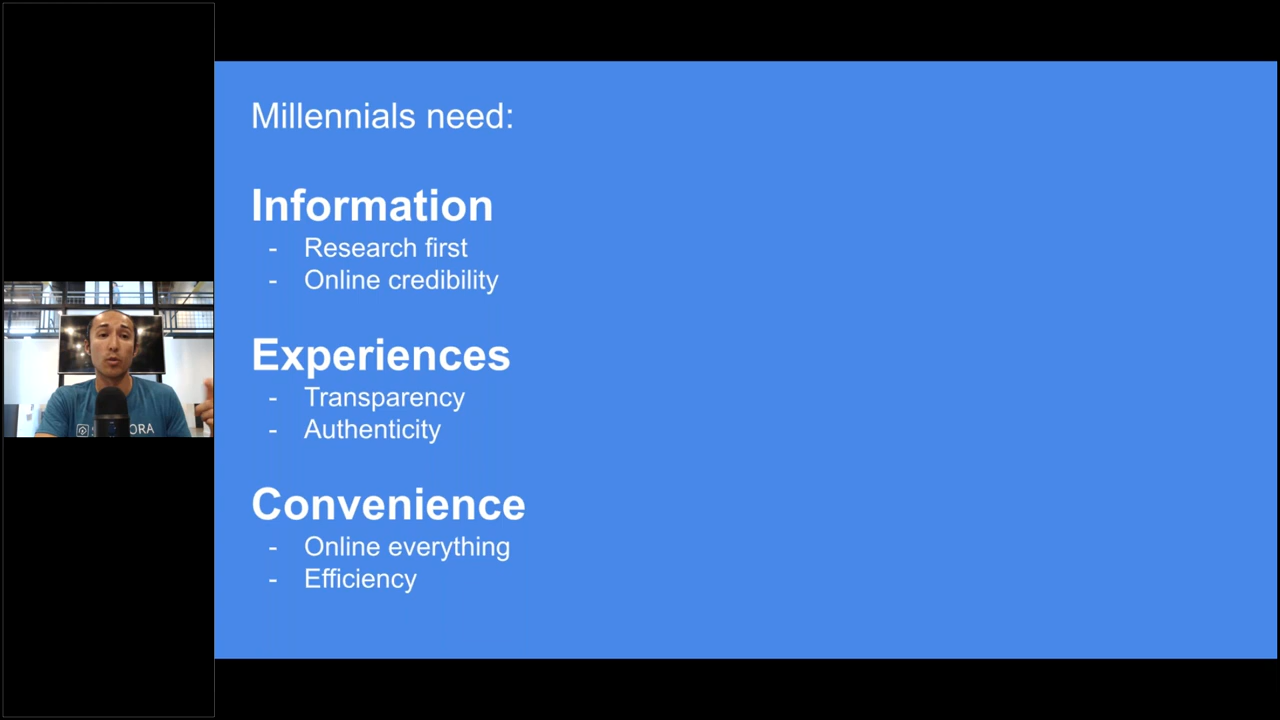 Millennials need:
Information
- Research first
- Online credibility
Experiences
- Transparency
- Authenticity
Convenience
- Online everything
- Efficiency